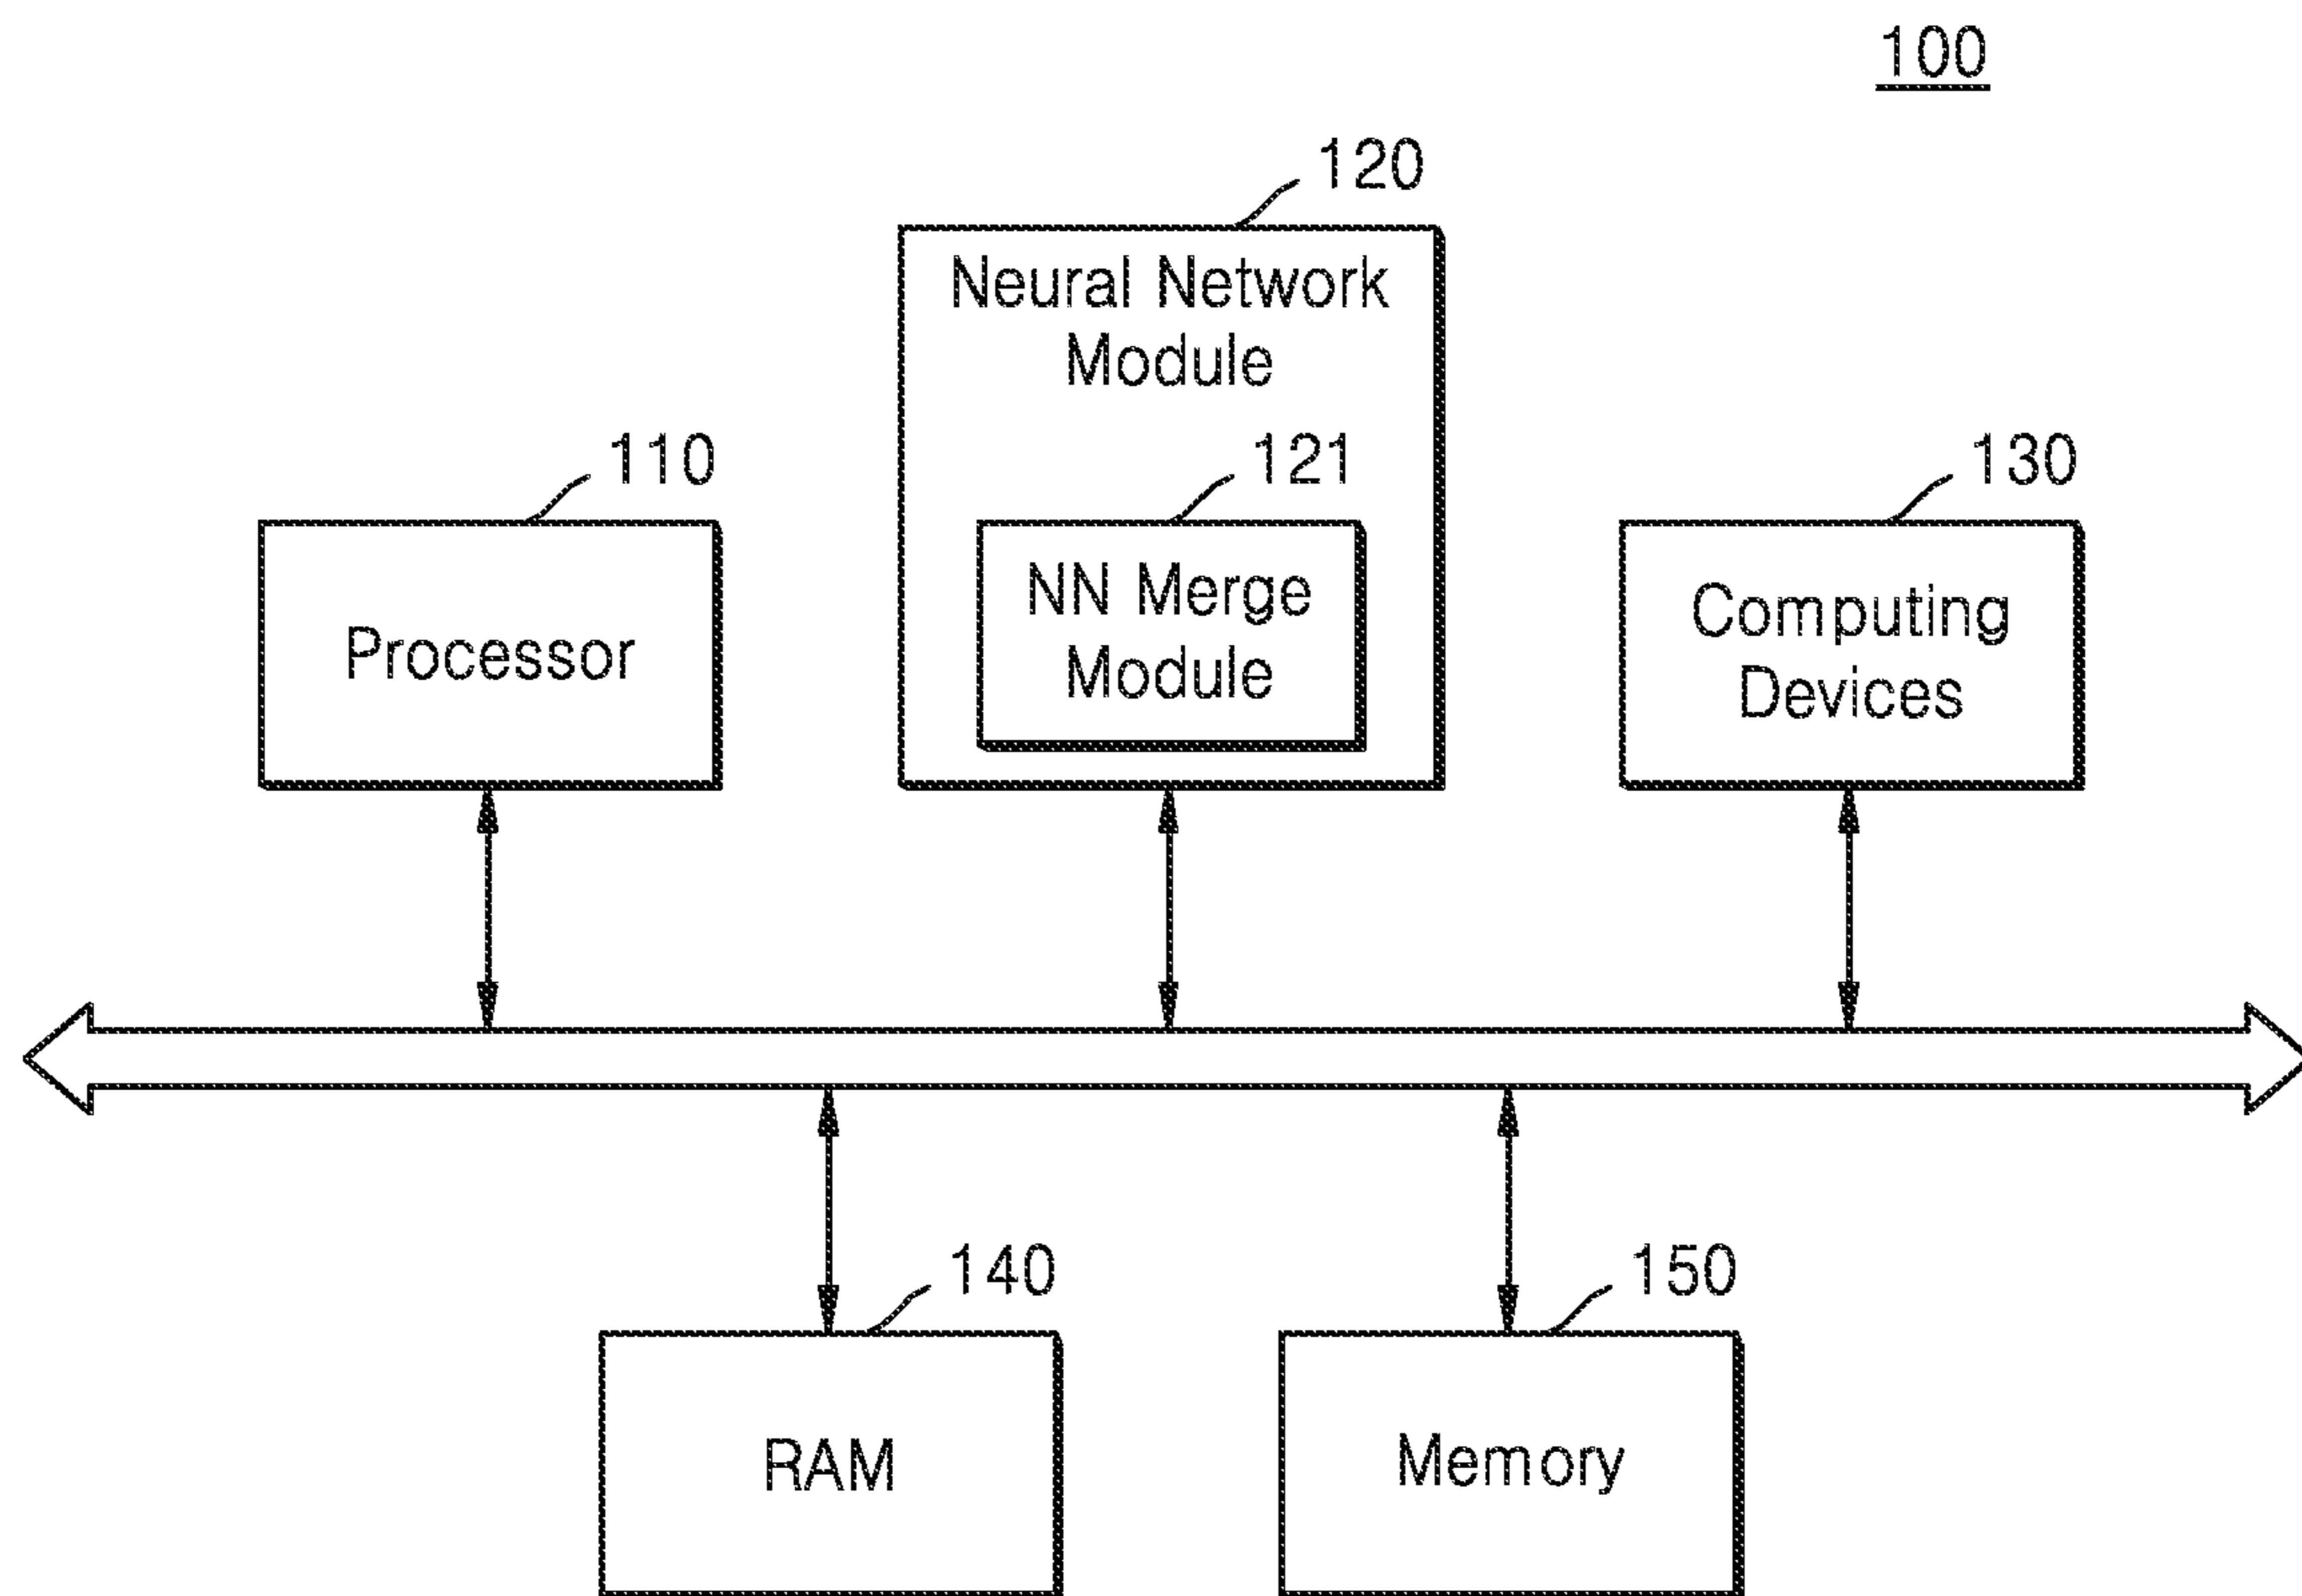 100
120
Neural Network
Module
110
121
130
Processor
NN Merge
Module
Computing
Devices
140
150
RAM
Memory